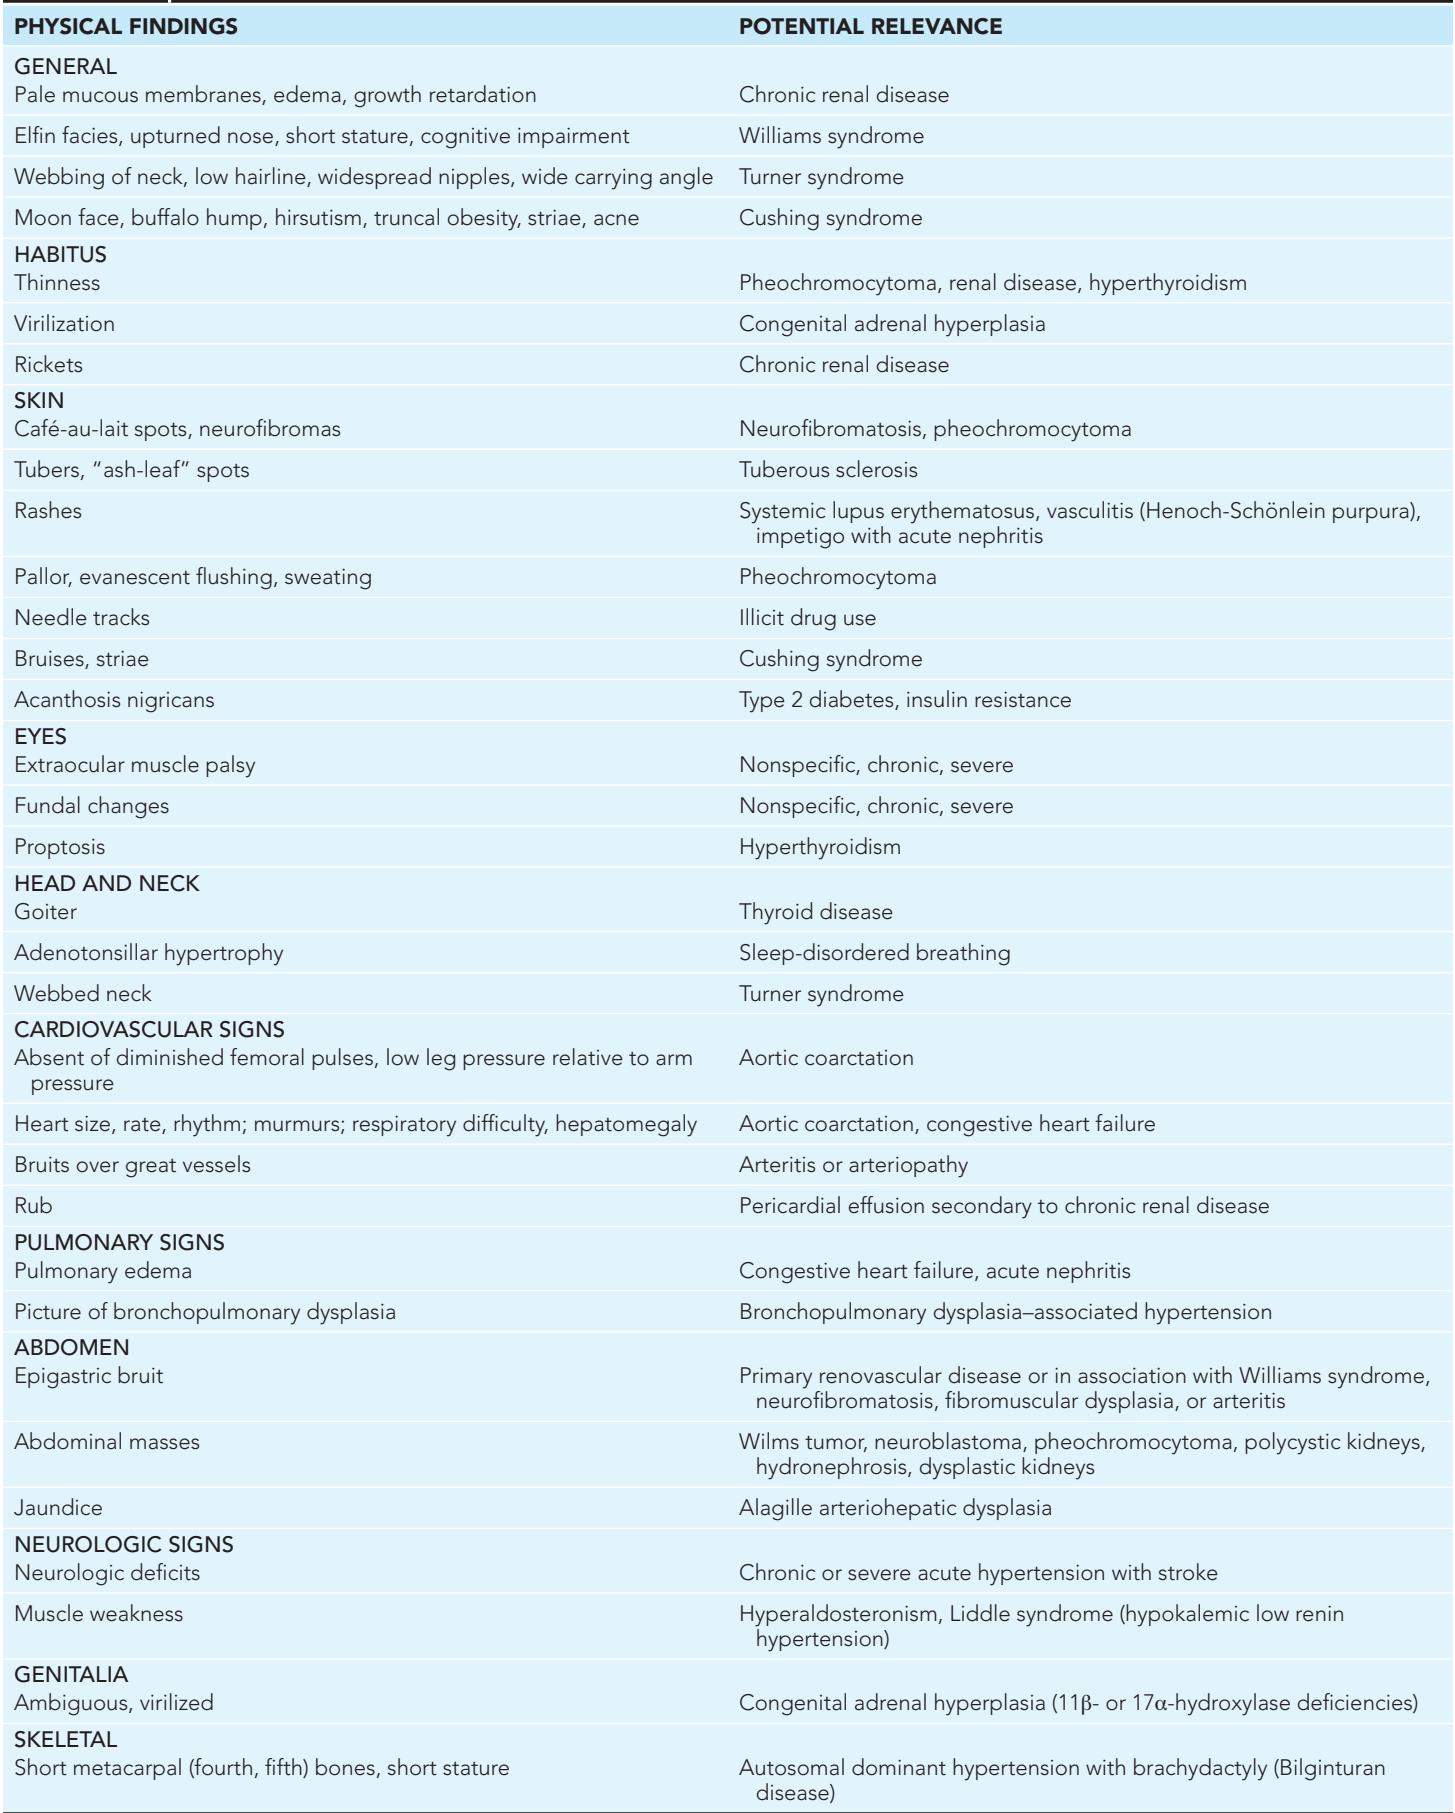 PHYSICAL FINDINGS POTENTIAL RELEVANCE
GENERAL
Pale mucous membranes, edema, growth retardation Chronic renal disease
Elfin facies, upturned nose, short stature, cognitive impairment Williams syndrome
Webbing of neck, low hairline, widespread nipples, wide carrying angle Turner syndrome
Moon face, buffalo hump, hirsutism, truncal obesity, striae, acne Cushing syndrome
HABITUS
Thinness Pheochromocytoma, renal disease, hyperthyroidism
Virilization Congenital adrenal hyperplasia
Rickets Chronic renal disease
SKIN
Café-au-lait spots, neurofibromas Neurofibromatosis, pheochromocytoma
Tubers, “ash-leaf” spots Tuberous sclerosis
Rashes Systemic lupus erythematosus, vasculitis (Henoch-Schönlein purpura),
impetigo with acute nephritis
Pallor, evanescent flushing, sweating Pheochromocytoma
Needle tracks Illicit drug use
Bruises, striae Cushing syndrome
Acanthosis nigricans Type 2 diabetes, insulin resistance
EYES
Extraocular muscle palsy Nonspecific, chronic, severe
Fundal changes Nonspecific, chronic, severe
Proptosis Hyperthyroidism
HEAD AND NECK
Goiter Thyroid disease
Adenotonsillar hypertrophy Sleep-disordered breathing
Webbed neck Turner syndrome
CARDIOVASCULAR SIGNS
Absent of diminished femoral pulses, low leg pressure relative to arm Aortic coarctation
pressure
Heart size, rate, rhythm; murmurs; respiratory difficulty, hepatomegaly Aortic coarctation, congestive heart failure
Bruits over great vessels Arteritis or arteriopathy
Rub Pericardial effusion secondary to chronic renal disease
PULMONARY SIGNS
Pulmonary edema Congestive heart failure, acute nephritis
Picture of bronchopulmonary dysplasia Bronchopulmonary dysplasia–associated hypertension
ABDOMEN
Epigastric bruit Primary renovascular disease or in association with Williams syndrome,
neurofibromatosis, fibromuscular dysplasia, or arteritis
Abdominal masses Wilms tumor, neuroblastoma, pheochromocytoma, polycystic kidneys,
hydronephrosis, dysplastic kidneys
Jaundice Alagille arteriohepatic dysplasia
NEUROLOGIC SIGNS
Neurologic deficits Chronic or severe acute hypertension with stroke
Muscle weakness Hyperaldosteronism, Liddle syndrome (hypokalemic low renin
hypertension)
GENITALIA
Ambiguous, virilized Congenital adrenal hyperplasia (11β- or 17α-hydroxylase deficiencies)
SKELETAL
Short metacarpal (fourth, fifth) bones, short stature Autosomal dominant hypertension with brachydactyly (Bilginturan
disease)